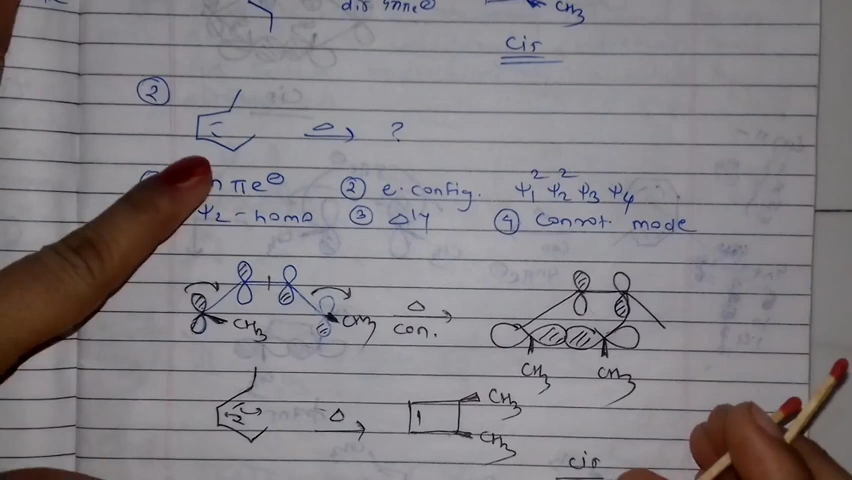 CH3
cis
②
Δ ?
nπe⊖ ② e. config. ψ1² ψ2² ψ3 ψ4
ψ2-homo ③ Δly ④ conrot mode
CH3 CH3 Δ con.
CH3 CH3
Δ CH3
CH3
cis